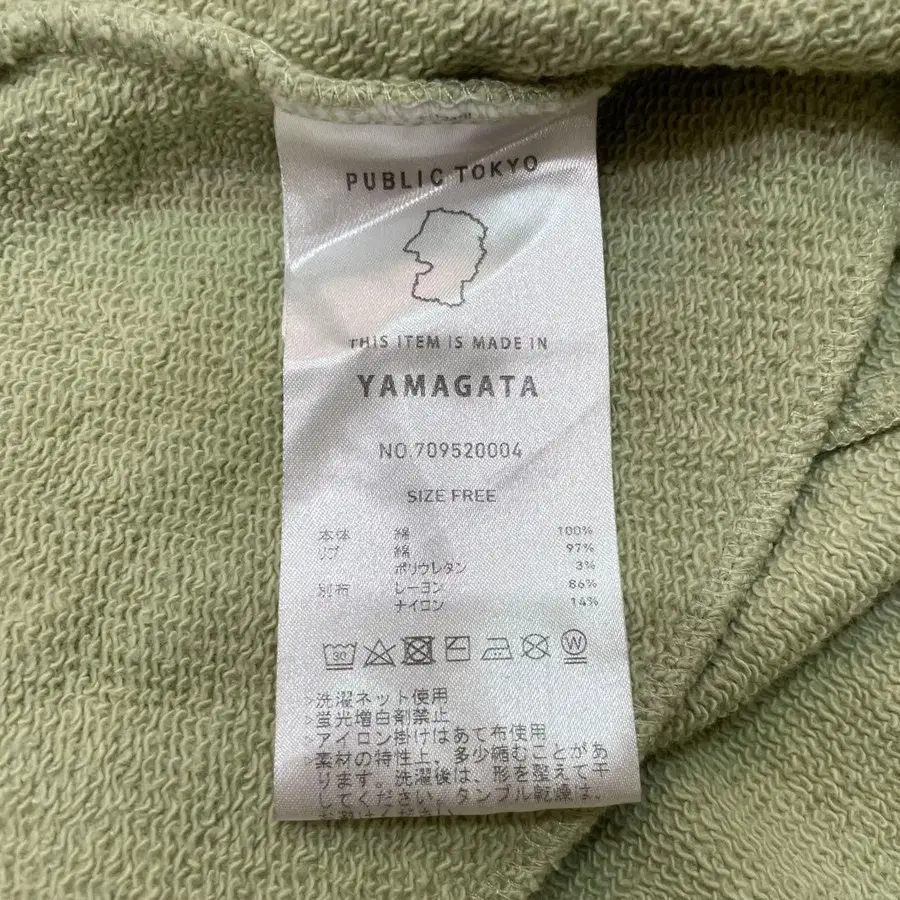 PUBLIC TOKYO
THIS ITEM IS MADE IN
YAMAGATA
NO.709520004
SIZE FREE
本体 綿 100%
リブ 綿 97%
ポリウレタン 3%
別布 レーヨン 86%
ナイロン 14%
30 W
>洗濯ネット使用
>蛍光増白剤禁止
>アイロン掛けはあて布使用
>素材の特性上、多少縮むことがあ
ります。洗濯後は、形を整えて干
してください。タンブル乾燥は、